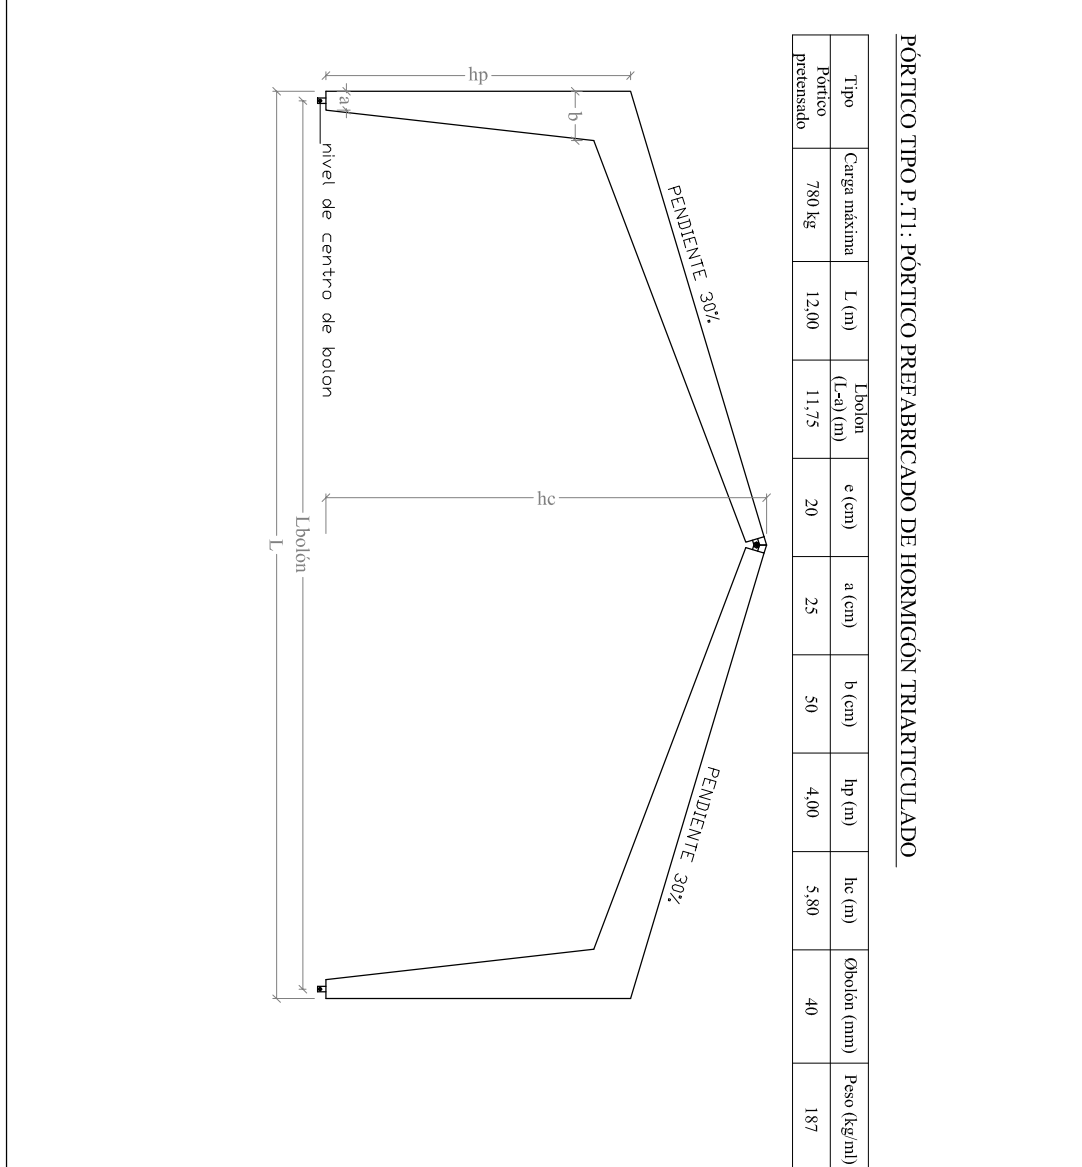 PÓRTICO TIPO P.T1: PÓRTICO PREFABRICADO DE HORMIGÓN TRIARTICULADO
Tipo
Carga máxima
L (m)
Lbolon
(L-a) (m)
e (cm)
a (cm)
b (cm)
hp (m)
hc (m)
Øbolón (mm)
Peso (kg/ml)
Pórtico
pretensado
780 kg
12,00
11,75
20
25
50
4,00
5,80
40
187
PENDIENTE 30%
PENDIENTE 30%
hp
b
a
hc
nivel de centro de bolon
Lbolón
L